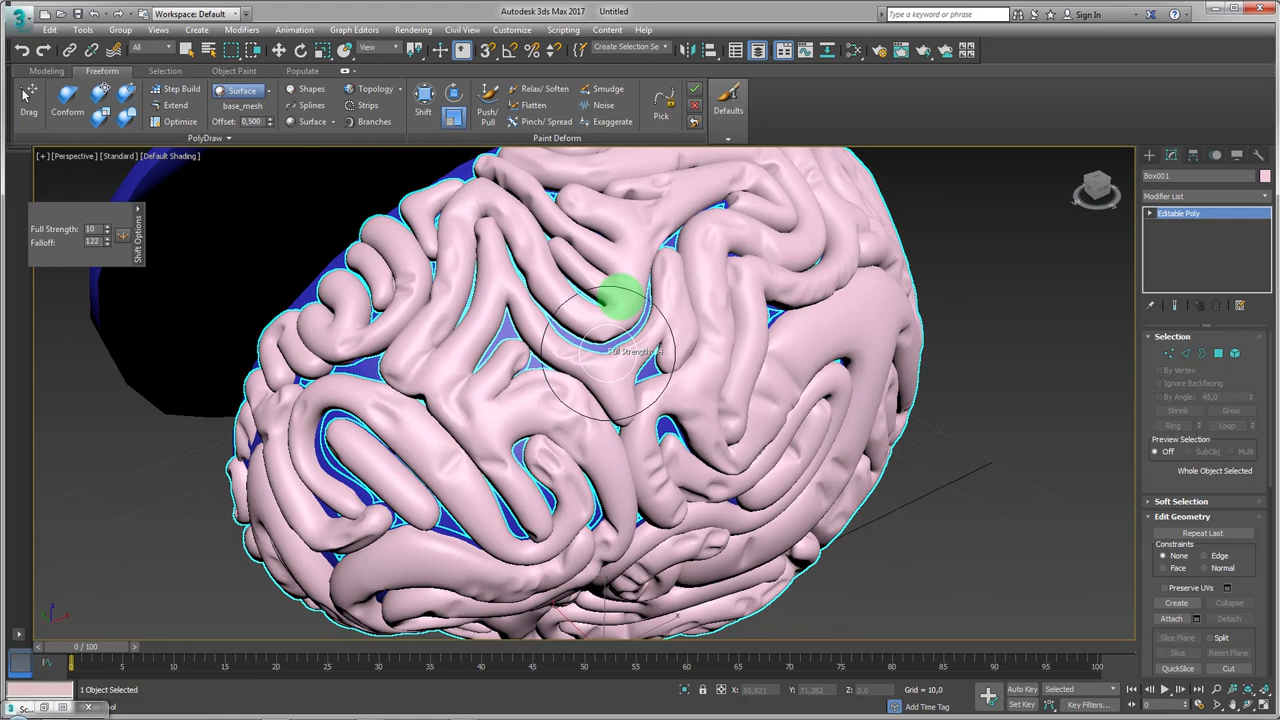 Workspace: Default
Autodesk 3ds Max 2017 Untitled
Type a keyword or phrase
Sign In
Edit Tools Group Views Create Modifiers Animation Graph Editors Rendering Civil View Customize Scripting Content Help
All View Create Selection Se
Modeling Freeform Selection Object Paint Populate
Drag
Conform
Step Build
Extend
Optimize
Surface
base_mesh
Offset: 0,500
Shapes
Splines
Surface
Topology
Strips
Branches
Shift
Push/
Pull
Relax/ Soften
Flatten
Pinch/ Spread
Smudge
Noise
Exaggerate
Pick
Defaults
PolyDraw
Paint Deform
[+] [Perspective] [Standard] [Default Shading]
Full Strength: 10
Falloff: 122
Shift Options
Box001
Modifier List
Editable Poly
Selection
By Vertex
Ignore Backfacing
By Angle: 45,0
Shrink Grow
Ring Loop
Preview Selection
Off SubObj Multi
Whole Object Selected
Soft Selection
Edit Geometry
Repeat Last
Constraints
None Edge
Face Normal
Preserve UVs
Create Collapse
Attach Detach
Slice Plane Split
Slice Reset Plane
QuickSlice Cut
0 / 100
0 5 10 15 20 25 30 35 40 45 50 55 60 65 70 75 80 85 90 95 100
1 Object Selected
X: 55,921 Y: 71,282 Z: 0,0 Grid = 10,0
Add Time Tag
Auto Key Selected
Set Key Key Filters...
0
Sc...